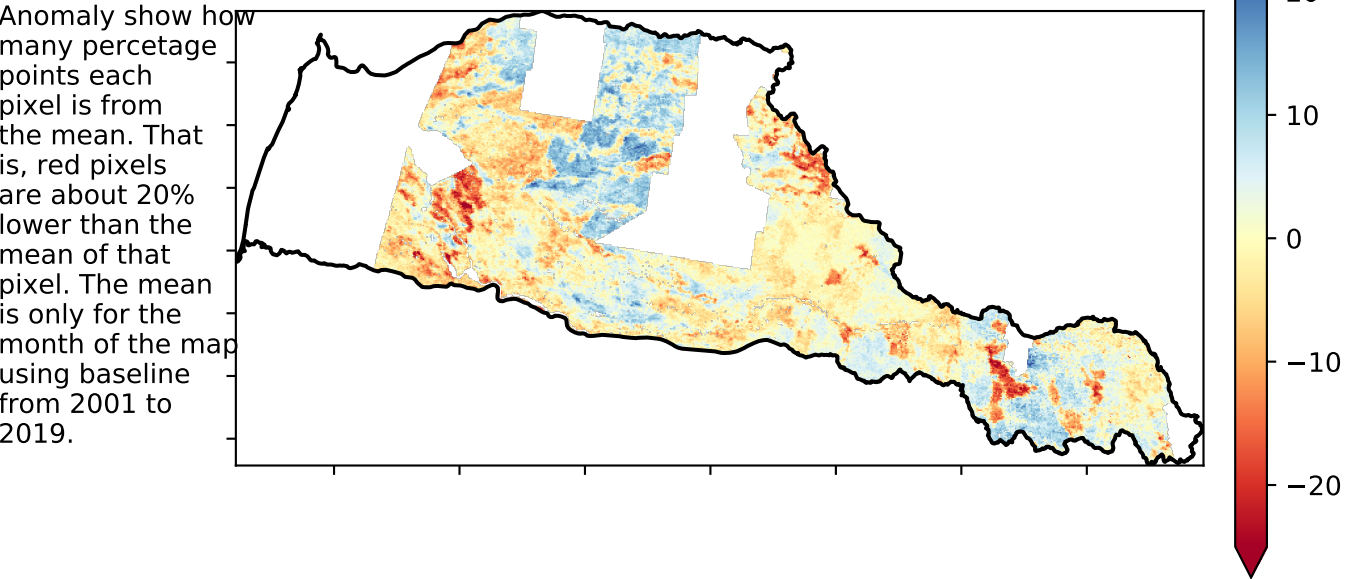 Anomaly show how
many percetage
points each
pixel is from
the mean. That
is, red pixels
are about 20%
lower than the
mean of that
pixel. The mean
is only for the
month of the map
using baseline
from 2001 to
2019.
10
0
−10
−20